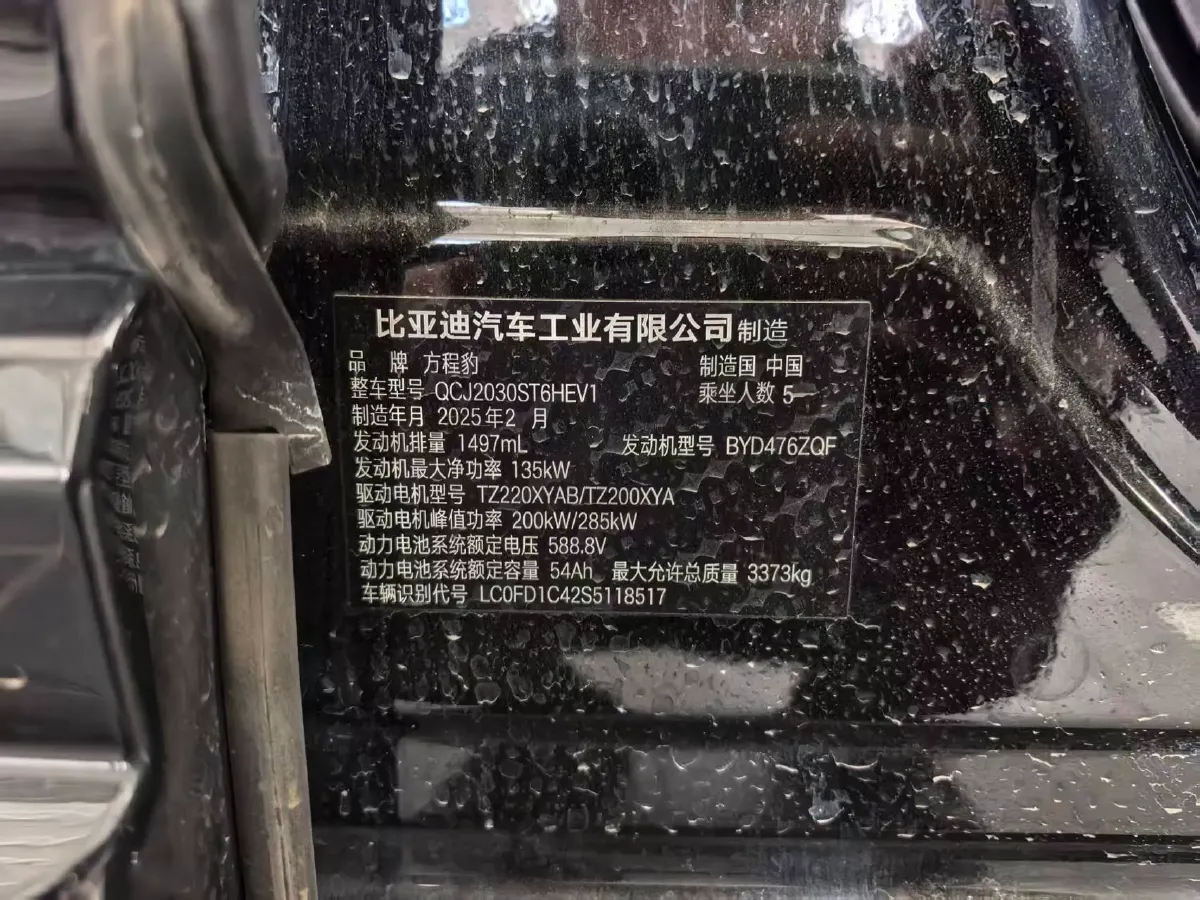 比亚迪汽车工业有限公司制造
品 牌 方程豹 制造国 中国
整车型号 QCJ2030ST6HEV1 乘坐人数 5
制造年月 2025年2 月
发动机排量 1497mL 发动机型号 BYD476ZQF
发动机最大净功率 135kW
驱动电机型号 TZ220XYAB/TZ200XYA
驱动电机峰值功率 200kW/285kW
动力电池系统额定电压 588.8V
动力电池系统额定容量 54Ah 最大允许总质量 3373kg
车辆识别代号 LC0FD1C42S5118517